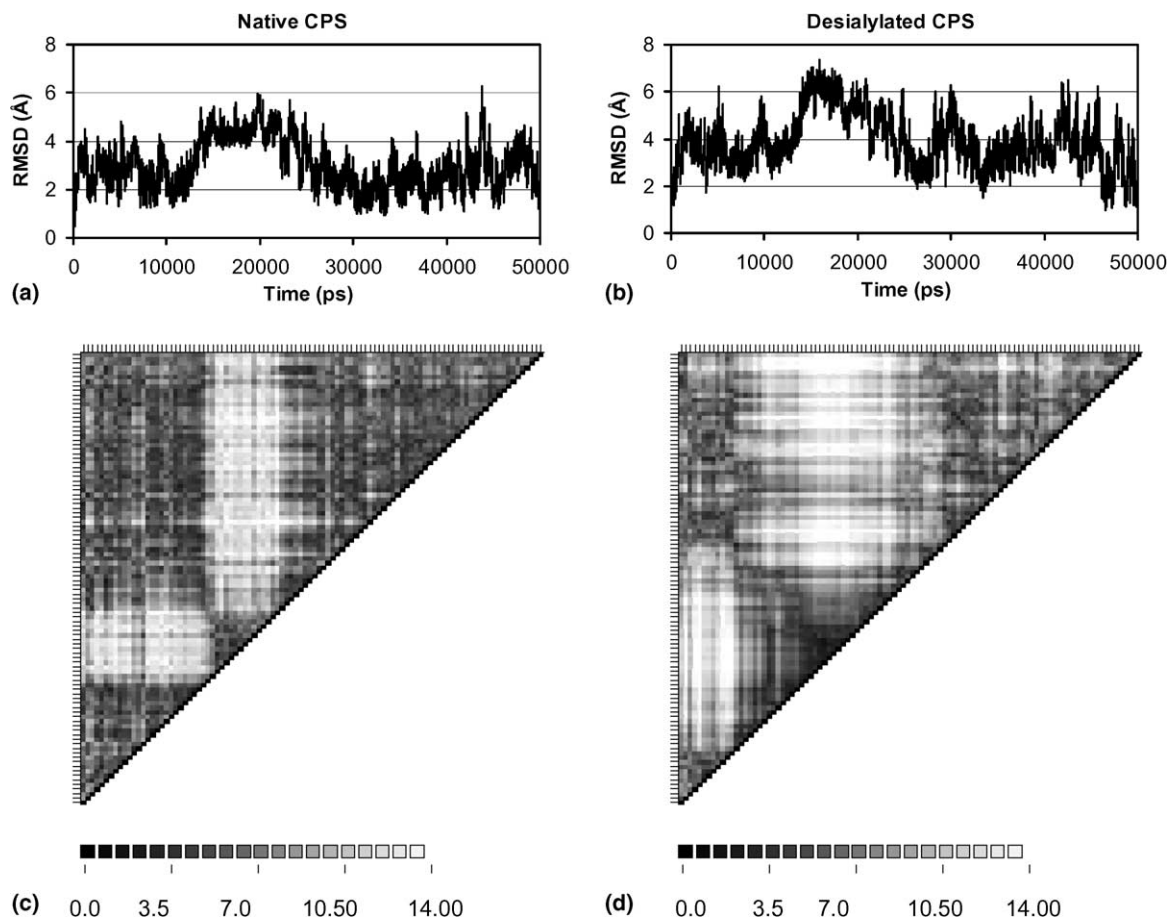 Native CPS
8
6
4
2
0
RMSD (Å)
0 10000 20000 30000 40000 50000
Time (ps)
(a)
Desialylated CPS
8
6
4
2
0
RMSD (Å)
0 10000 20000 30000 40000 50000
Time (ps)
(b)
0.0 3.5 7.0 10.50 14.00
(c)
0.0 3.5 7.0 10.50 14.00
(d)